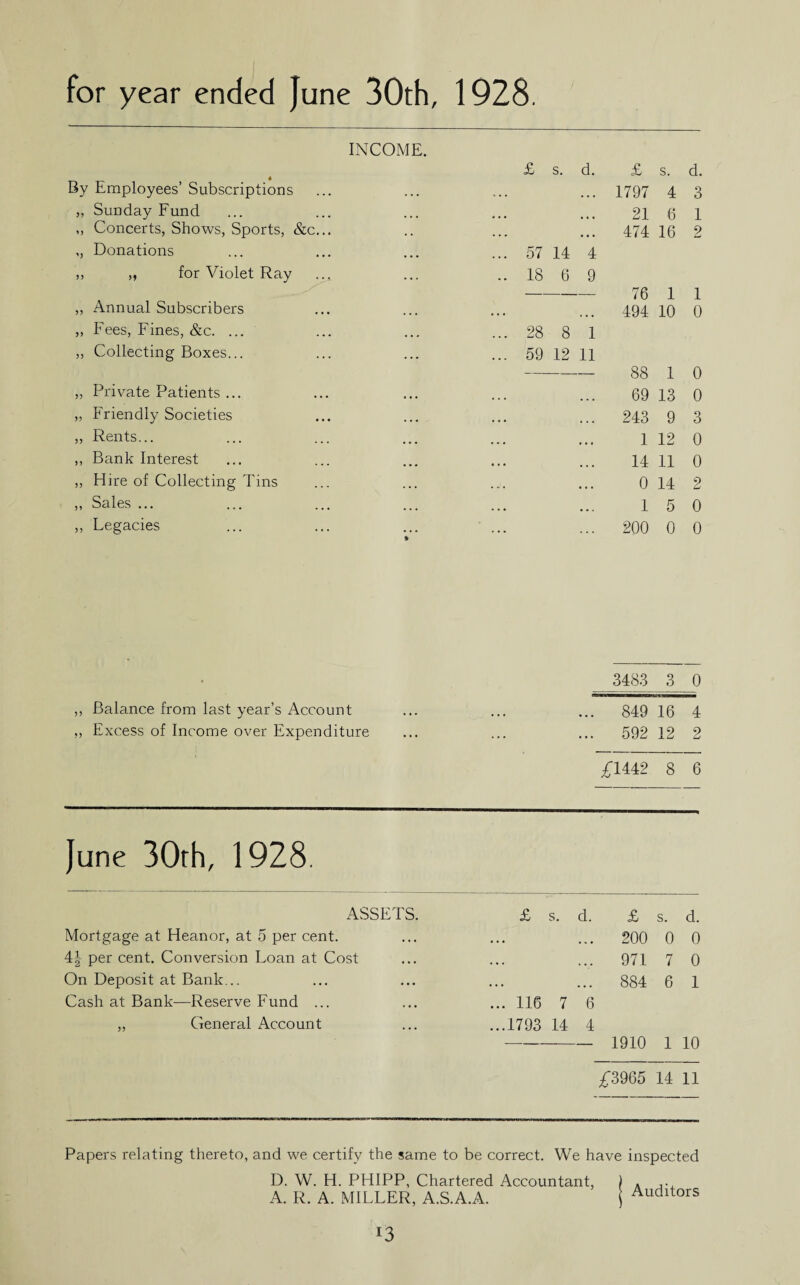 for year ended June 30th, 1928.
INCOME.
£ s. d. £ s. d.
By Employees' Subscriptions ... ... ... ... 1797 4 3
,, Sunday Fund ... ... ... ... ... 21 6 1
,, Concerts, Shows, Sports, &c... .. ... ... 474 16 2
,, Donations ... ... ... ... 57 14 4
,, ,, for Violet Ray ... ... .. 18 6 9
76 1 1
,, Annual Subscribers ... ... ... ... 494 10 0
,, Fees, Fines, &c. ... ... ... ... 28 8 1
,, Collecting Boxes... ... ... ... 59 12 11
88 1 0
,, Private Patients ... ... ... ... ... 69 13 0
,, Friendly Societies ... ... ... ... 243 9 3
,, Rents... ... ... ... ... ... 1 12 0
,, Bank Interest ... ... ... ... ... 14 11 0
,, Hire of Collecting Tins ... ... ... ... 0 14 2
,, Sales ... ... ... ... ... ... 1 5 0
,, Legacies ... ... ... ... ... 200 0 0
3483 3 0
,, Balance from last year's Account ... ... ... 849 16 4
,, Excess of Income over Expenditure ... ... ... 592 12 2
£1442 8 6
June 30th, 1928.
ASSETS. £ s. d. £ s. d.
Mortgage at Heanor, at 5 per cent. ... ... ... 200 0 0
4½ per cent. Conversion Loan at Cost ... ... ... 971 7 0
On Deposit at Bank... ... ... ... ... 884 6 1
Cash at Bank—Reserve Fund ... ... ... 116 7 6
,, General Account ... ...1793 14 4
1910 1 10
£3965 14 11
Papers relating thereto, and we certify the same to be correct. We have inspected
D. W. H. PHIPP, Chartered Accountant, } Auditors
A. R. A. MILLER, A.S.A.A.
13